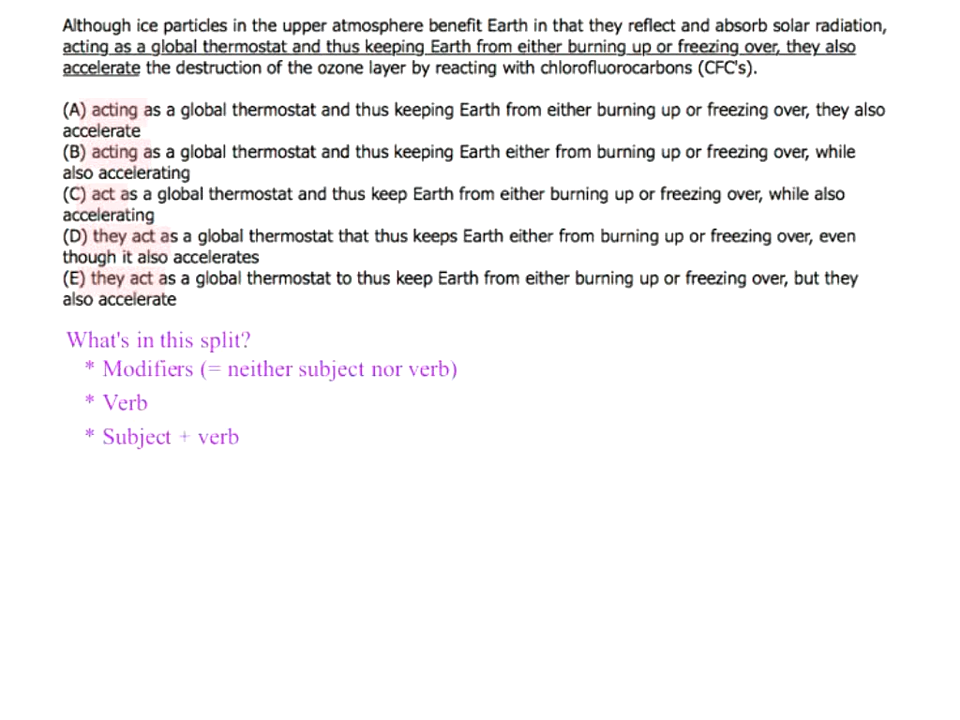 Although ice particles in the upper atmosphere benefit Earth in that they reflect and absorb solar radiation,
acting as a global thermostat and thus keeping Earth from either burning up or freezing over, they also
accelerate the destruction of the ozone layer by reacting with chlorofluorocarbons (CFC's).
(A) acting as a global thermostat and thus keeping Earth from either burning up or freezing over, they also
accelerate
(B) acting as a global thermostat and thus keeping Earth either from burning up or freezing over, while
also accelerating
(C) act as a global thermostat and thus keep Earth from either burning up or freezing over, while also
accelerating
(D) they act as a global thermostat that thus keeps Earth either from burning up or freezing over, even
though it also accelerates
(E) they act as a global thermostat to thus keep Earth from either burning up or freezing over, but they
also accelerate
What's in this split?
* Modifiers (= neither subject nor verb)
* Verb
* Subject + verb